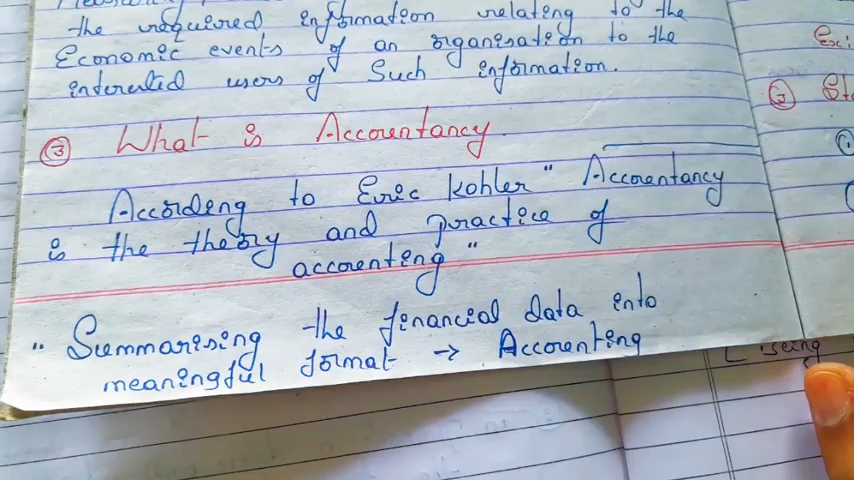 the required information relating to the
Economic events of an organisation to the
interested users of Such information.
③ What is Accountancy.
According to Eric Kohler "Accountancy
is the theory and practice of
accounting"
"Summarising the financial data into
meaningful format → Accounting
using